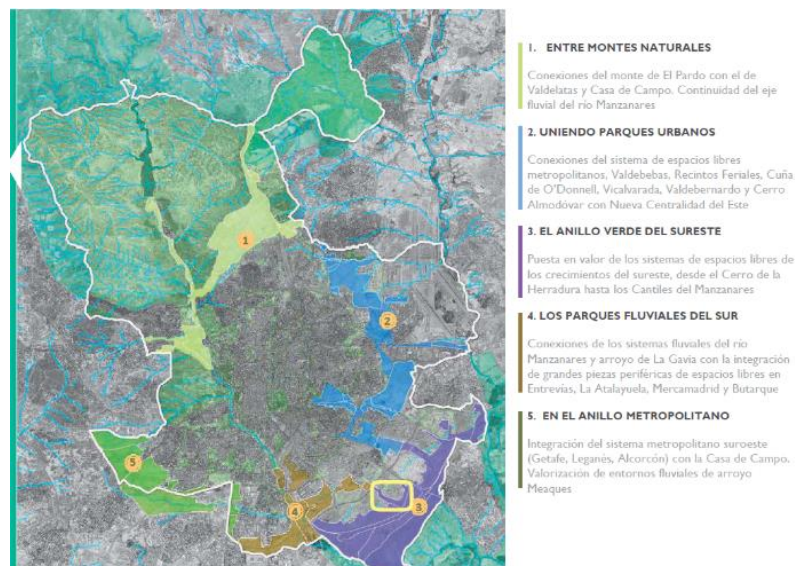 1. ENTRE MONTES NATURALES
Conexiones del monte de El Pardo con el de
Valdelatas y Casa de Campo. Continuidad del eje
fluvial del río Manzanares
2. UNIENDO PARQUES URBANOS
Conexiones del sistema de espacios libres
metropolitanos, Valdebebas, Recintos Feriales, Cuña
de O'Donnell, Vicalvarada, Valdebernardo y Cerro
Almodóvar con Nueva Centralidad del Este
3. EL ANILLO VERDE DEL SURESTE
Puesta en valor de los sistemas de espacios libres de
los crecimientos del sureste, desde el Cerro de la
Herradura hasta los Cantiles del Manzanares
4. LOS PARQUES FLUVIALES DEL SUR
Conexiones de los sistemas fluviales del río
Manzanares y arroyo de La Gavia con la integración
de grandes piezas periféricas de espacios libres en
Entrevías, La Atalayuela, Mercamadrid y Butarque
5. EN EL ANILLO METROPOLITANO
Integración del sistema metropolitano suroeste
(Getafe, Leganés, Alcorcón) con la Casa de Campo.
Valorización de entornos fluviales de arroyo
Meaques
1
2
5
4
3